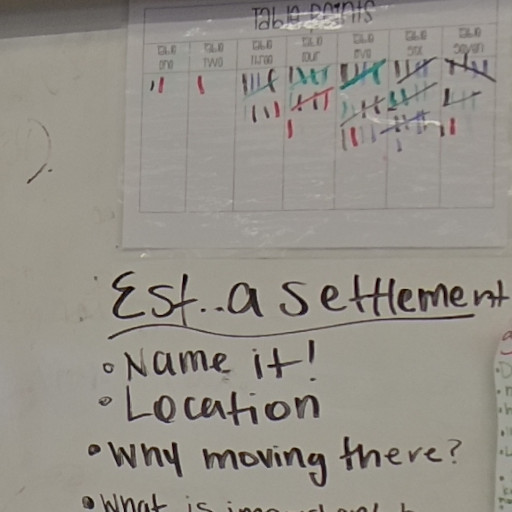 Table Points
Table one Table Two Table Three Table four Table five Table six Table seven
Est..a Settlement
• Name it!
• Location
• Why moving there?
• What is